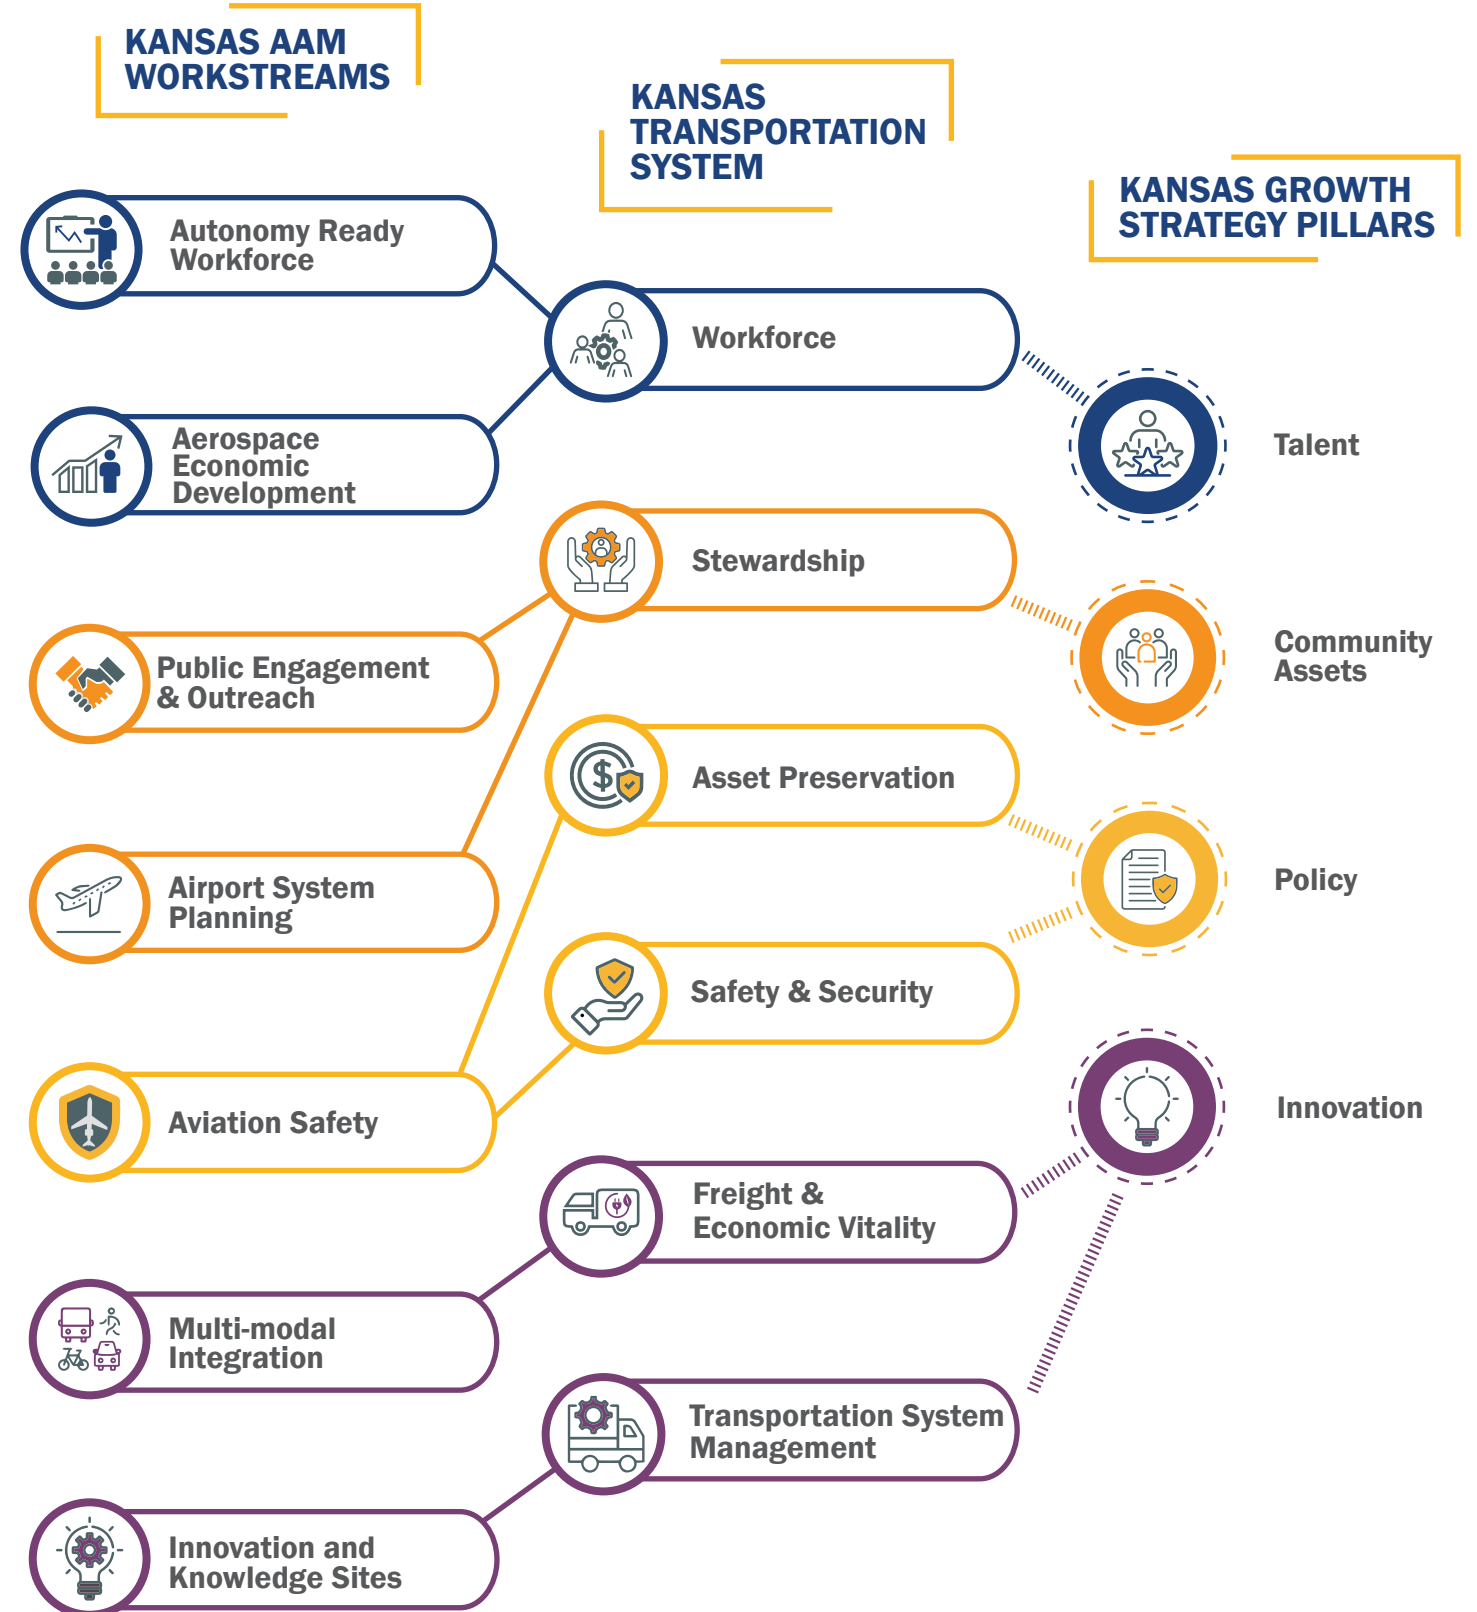 KANSAS AAM
WORKSTREAMS
Autonomy Ready
Workforce
Aerospace
Economic
Development
Public Engagement
& Outreach
Airport System
Planning
Aviation Safety
Multi-modal
Integration
Innovation and
Knowledge Sites
KANSAS
TRANSPORTATION
SYSTEM
Workforce
Stewardship
Asset Preservation
Safety & Security
Freight &
Economic Vitality
Transportation System
Management
KANSAS GROWTH
STRATEGY PILLARS
Talent
Community
Assets
Policy
Innovation